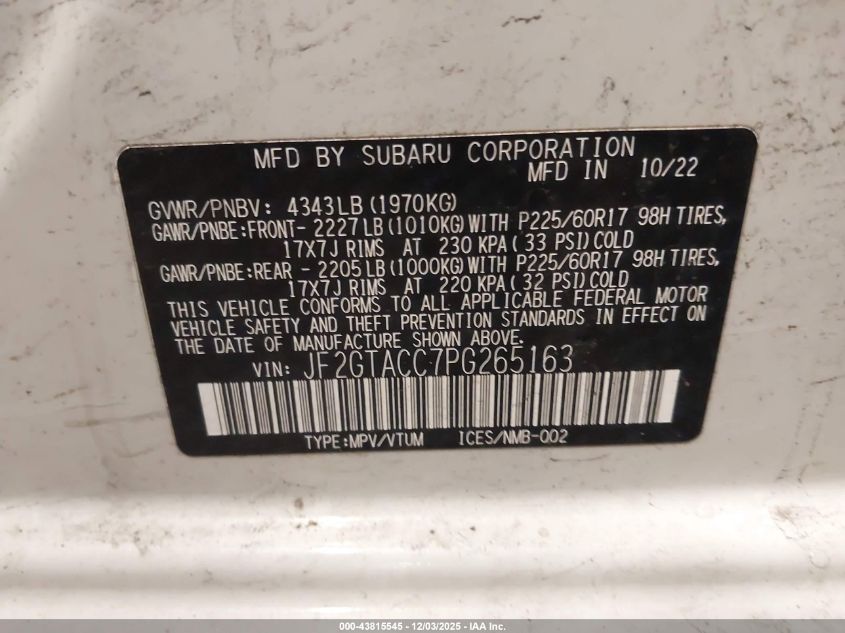 MFD BY SUBARU CORPORATION
MFD IN 10/22
GVWR/PNBV: 4343LB (1970KG)
GAWR/PNBE:FRONT- 2227LB (1010KG) WITH P225/60R17 98H TIRES,
17X7J RIMS AT 230 KPA( 33 PSI) COLD
GAWR/PNBE:REAR - 2205LB (1000KG) WITH P225/60R17 98H TIRES,
17X7J RIMS AT 220 KPA( 32 PSI) COLD
THIS VEHICLE CONFORMS TO ALL APPLICABLE FEDERAL MOTOR
VEHICLE SAFETY AND THEFT PREVENTION STANDARDS IN EFFECT ON
THE DATE OF MANUFACTURE SHOWN ABOVE.
VIN: JF2GTACC7PG265163
TYPE:MPV/VTUM ICES/NMB-002
000-43815545 - 12/03/2025 - IAA Inc.